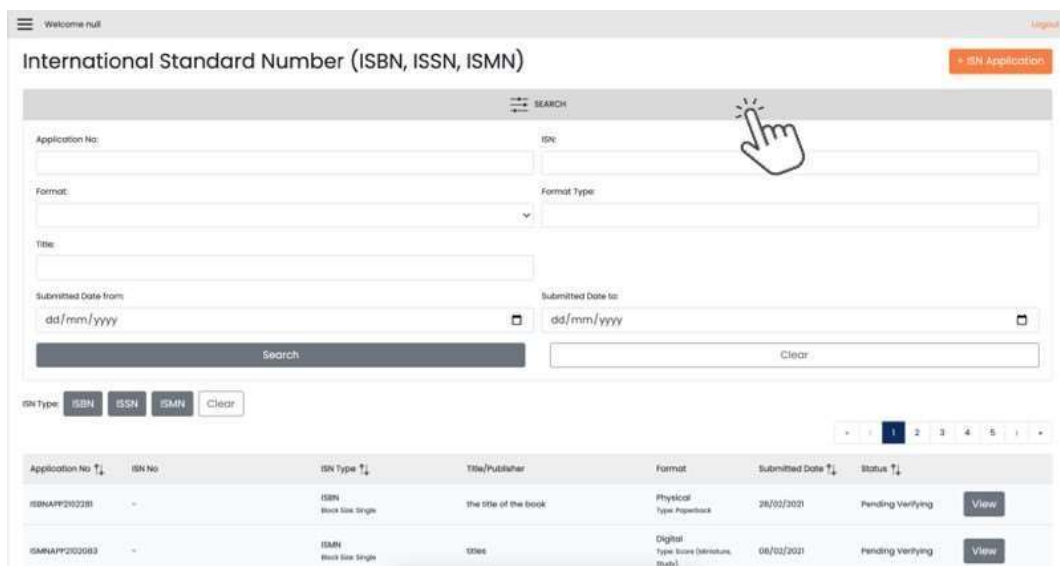 Welcome null
Logout
International Standard Number (ISBN, ISSN, ISMN)
+ ISN Application
SEARCH
Application No:
ISN:
Format:
Format Type:
Title:
Submitted Date from:
Submitted Date to:
dd/mm/yyyy
dd/mm/yyyy
Search
Clear
ISN Type: ISBN ISSN ISMN Clear
« ‹ 1 2 3 4 5 › »
Application No ISN No ISN Type Title/Publisher Format Submitted Date Status
ISBNAPP2102281 - ISBN the title of the book Physical 28/02/2021 Pending Verifying View
Block Size: Single Type: Paperback
ISMNAPP2102083 - ISMN titles Digital 08/02/2021 Pending Verifying View
Block Size: Single Type: Score (Miniature,
Study)